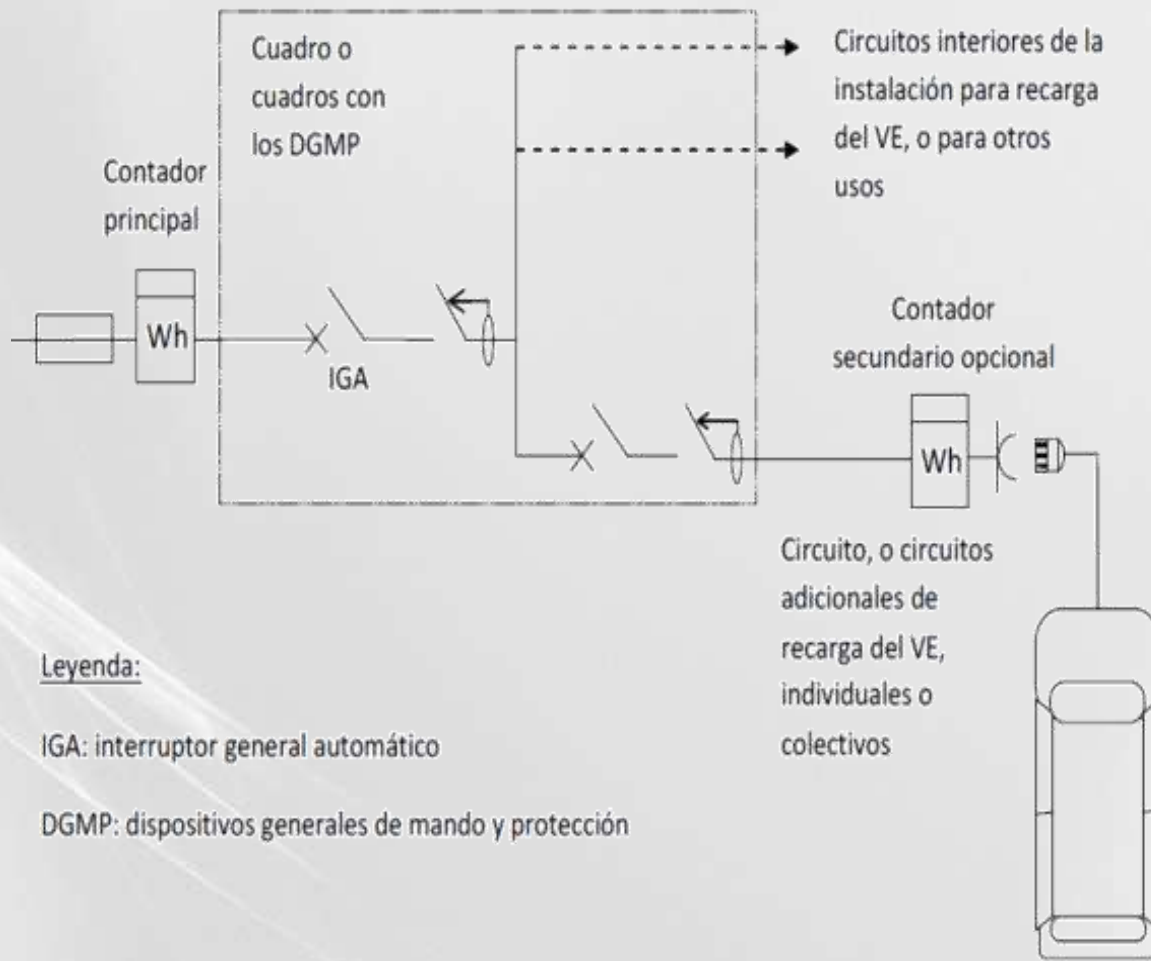 Cuadro o
cuadros con
los DGMP
Circuitos interiores de la
instalación para recarga
del VE, o para otros
usos
Contador
principal
Wh
IGA
Contador
secundario opcional
Wh
Circuito, o circuitos
adicionales de
recarga del VE,
individuales o
colectivos
Leyenda:
IGA: interruptor general automático
DGMP: dispositivos generales de mando y protección